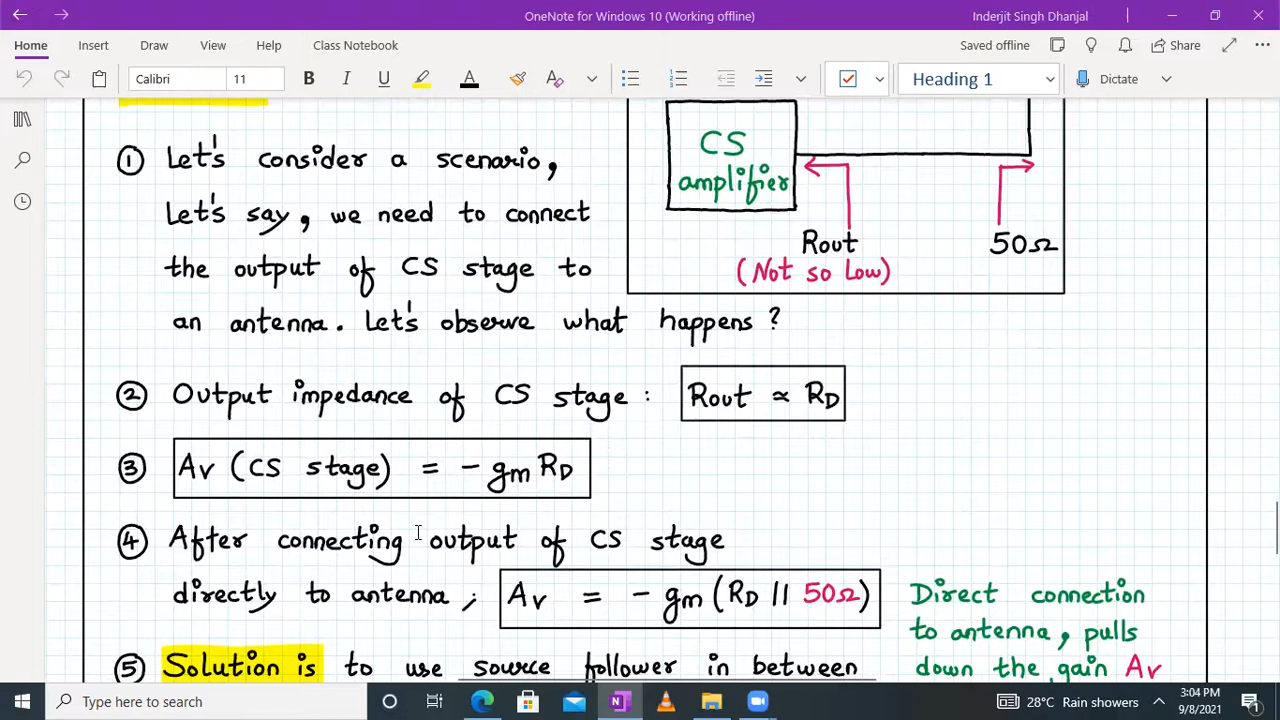 OneNote for Windows 10 (Working offline)
Inderjit Singh Dhanjal
Home Insert Draw View Help Class Notebook
Saved offline
Share
Calibri 11 B I U A Heading 1 Dictate
CS
amplifier
Rout
(Not so Low)
50Ω
① Let's consider a scenario,
Let's say, we need to connect
the output of CS stage to
an antenna. Let's observe what happens ?
② Output impedance of CS stage : Rout ≃ RD
③ Av (CS stage) = - gm RD
④ After connecting output of CS stage
directly to antenna ; Av = - gm (RD || 50Ω)
Direct connection
to antenna, pulls
down the gain Av
⑤ Solution is to use source follower in between
Type here to search
28°C Rain showers
3:04 PM
9/8/2021
1